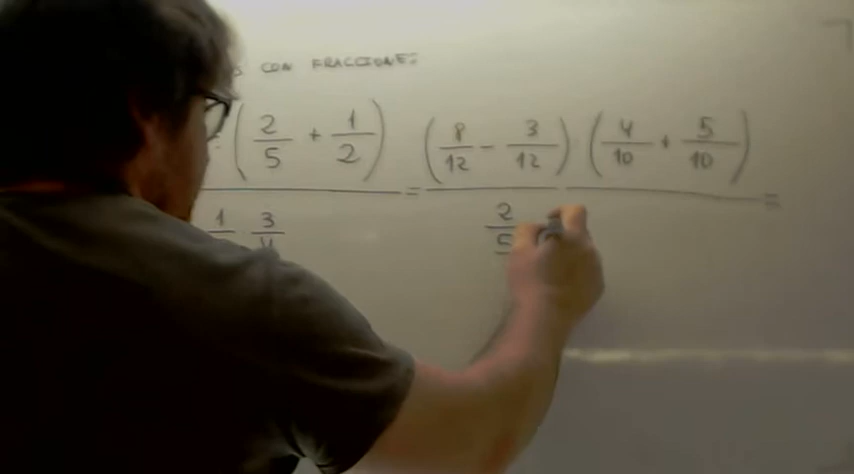 CON FRACCIONES
: ( 2/5 + 1/2 ) = ( 8/12 - 3/12 ) · ( 4/10 + 5/10 ) =
1 · 3/4 2/5